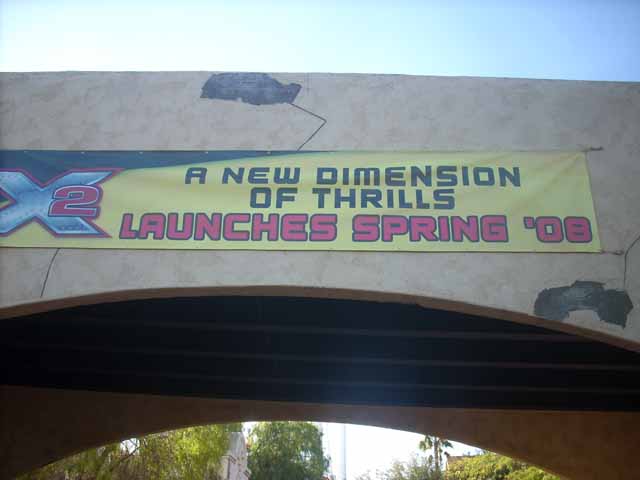 X2
A NEW DIMENSION
OF THRILLS
LAUNCHES SPRING '08